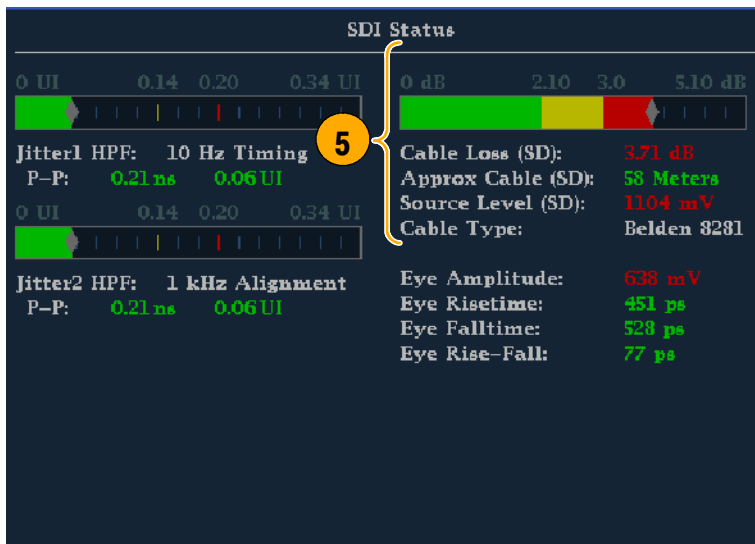 SDI Status
0 UI 0.14 0.20 0.34 UI
Jitter1 HPF: 10 Hz Timing
P-P: 0.21 ns 0.06 UI
0 UI 0.14 0.20 0.34 UI
Jitter2 HPF: 1 kHz Alignment
P-P: 0.21 ns 0.06 UI
5
0 dB 2.10 3.0 5.10 dB
Cable Loss (SD): 3.71 dB
Approx Cable (SD): 58 Meters
Source Level (SD): 1104 mV
Cable Type: Belden 8281
Eye Amplitude: 638 mV
Eye Risetime: 451 ps
Eye Falltime: 528 ps
Eye Rise-Fall: 77 ps